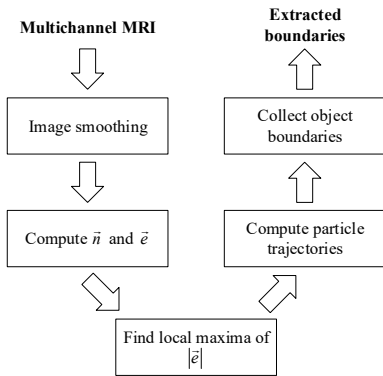 Multichannel MRI
Image smoothing
Compute n⃗ and e⃗
Find local maxima of
|e⃗|
Compute particle
trajectories
Collect object
boundaries
Extracted
boundaries